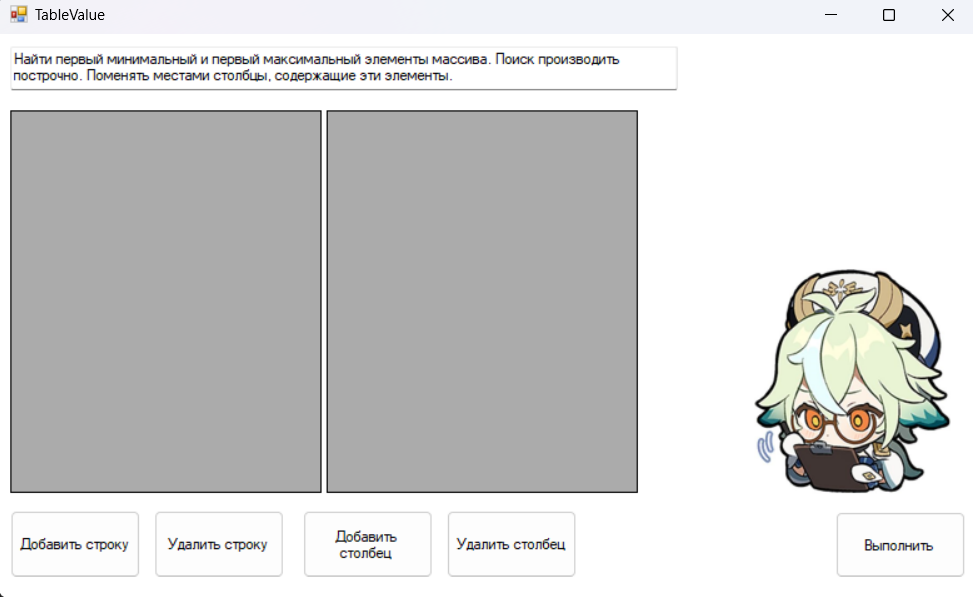 TableValue
Найти первый минимальный и первый максимальный элементы массива. Поиск производить
построчно. Поменять местами столбцы, содержащие эти элементы.
Добавить строку
Удалить строку
Добавить
столбец
Удалить столбец
Выполнить